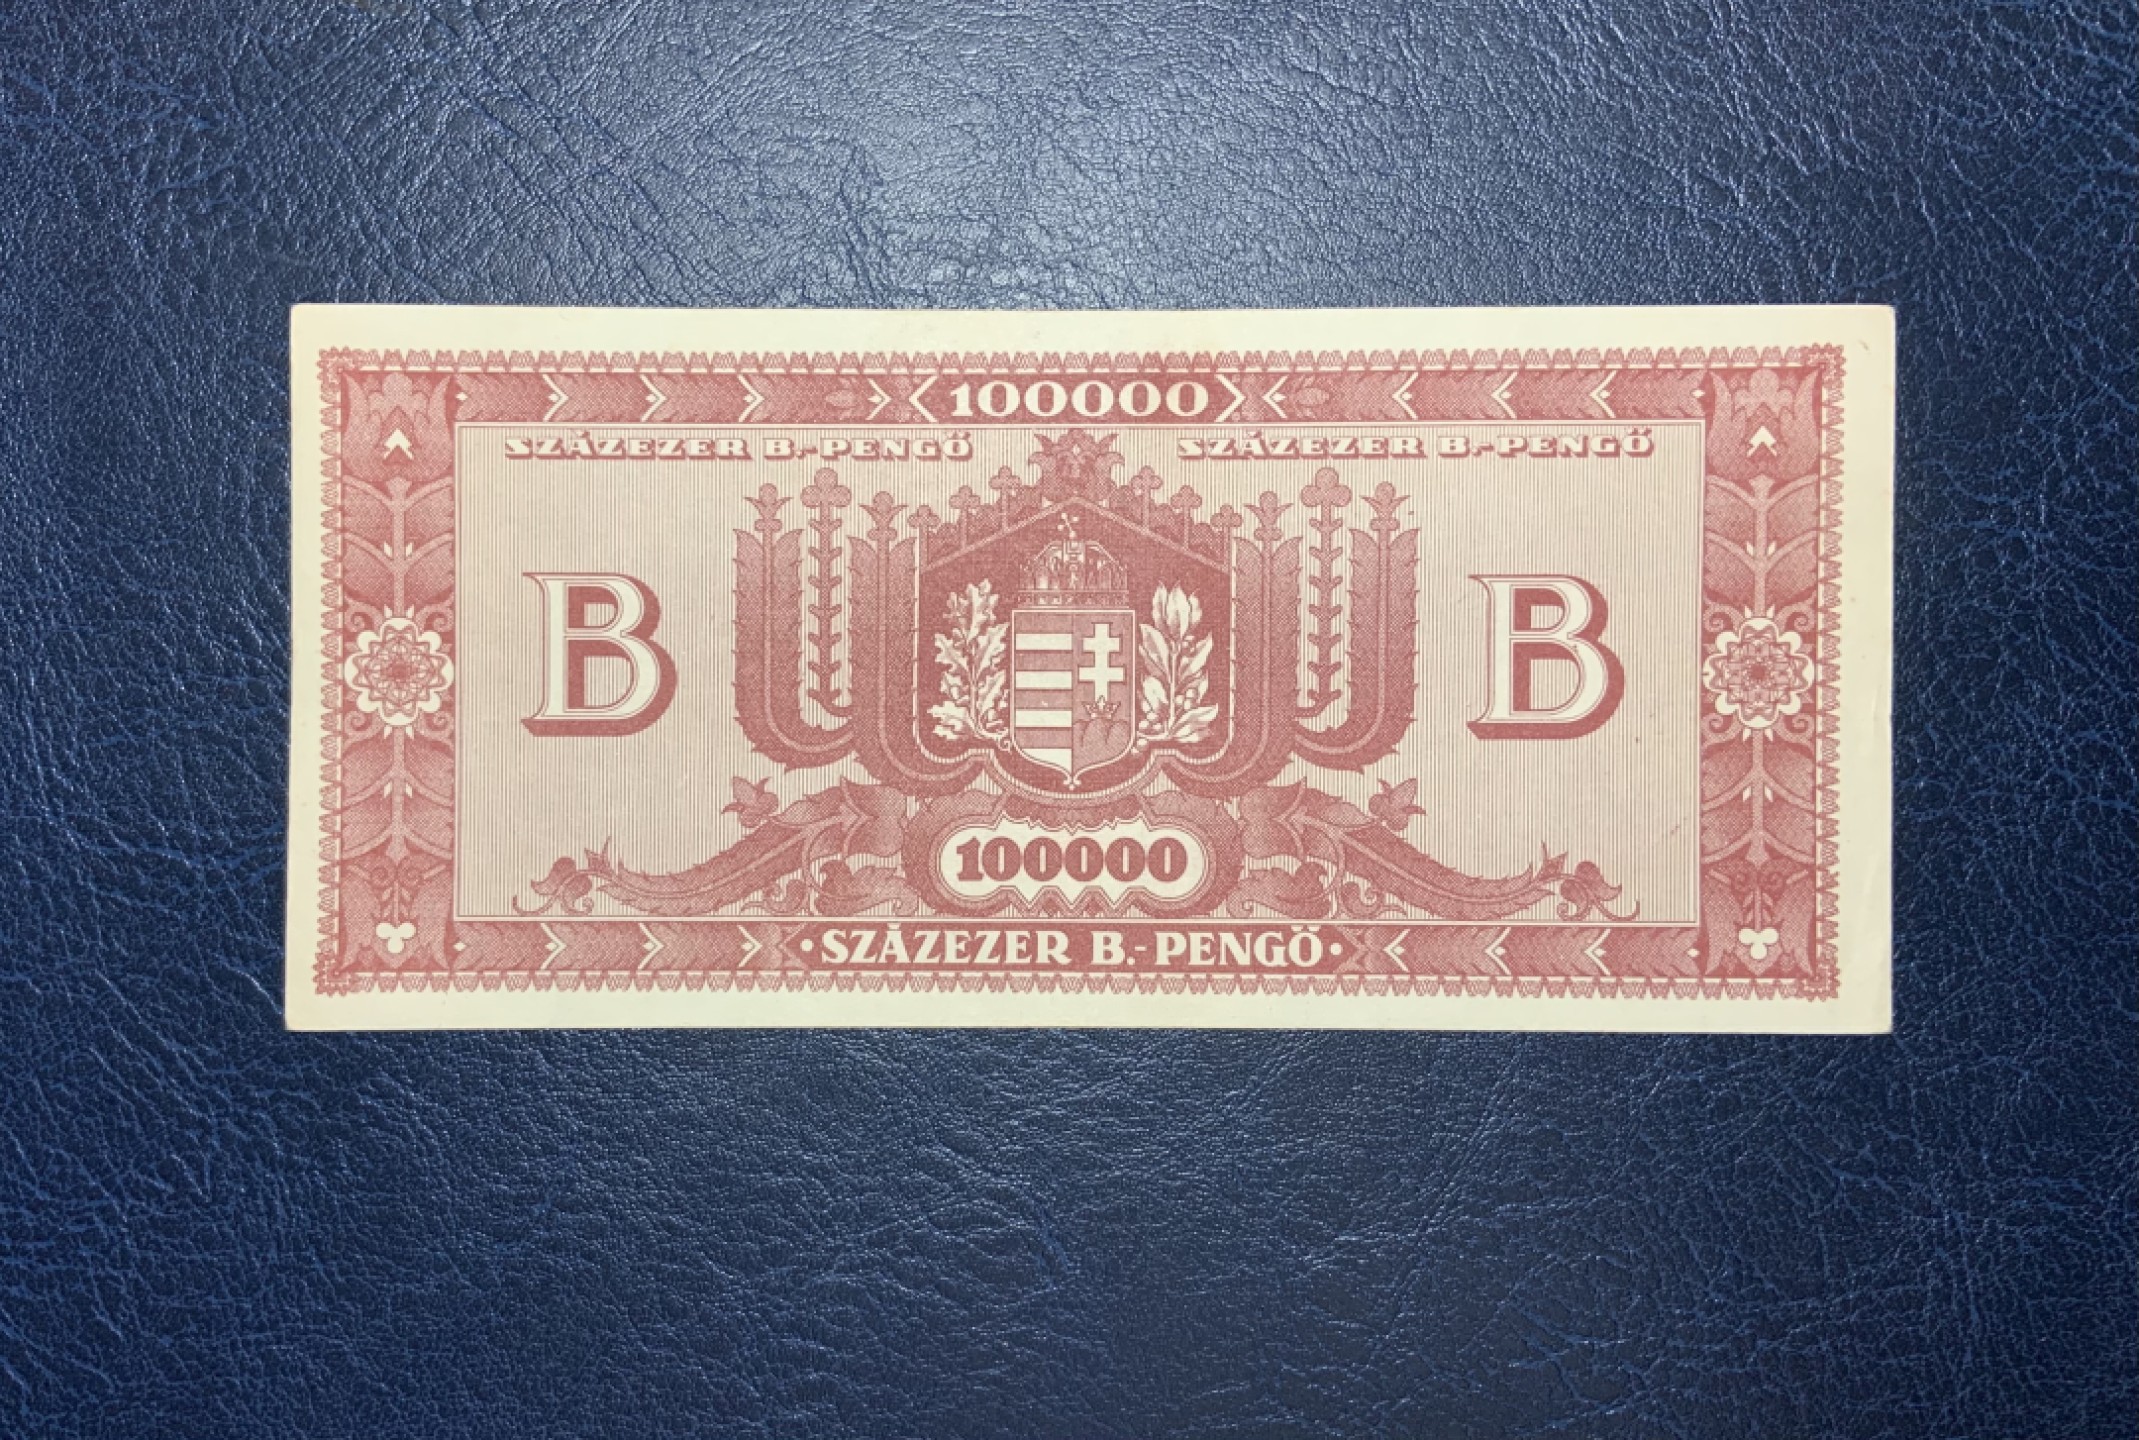 100000
SZÁZEZER B.-PENGŐ SZÁZEZER B.-PENGŐ
B B
100000
·SZÁZEZER B.-PENGŐ·